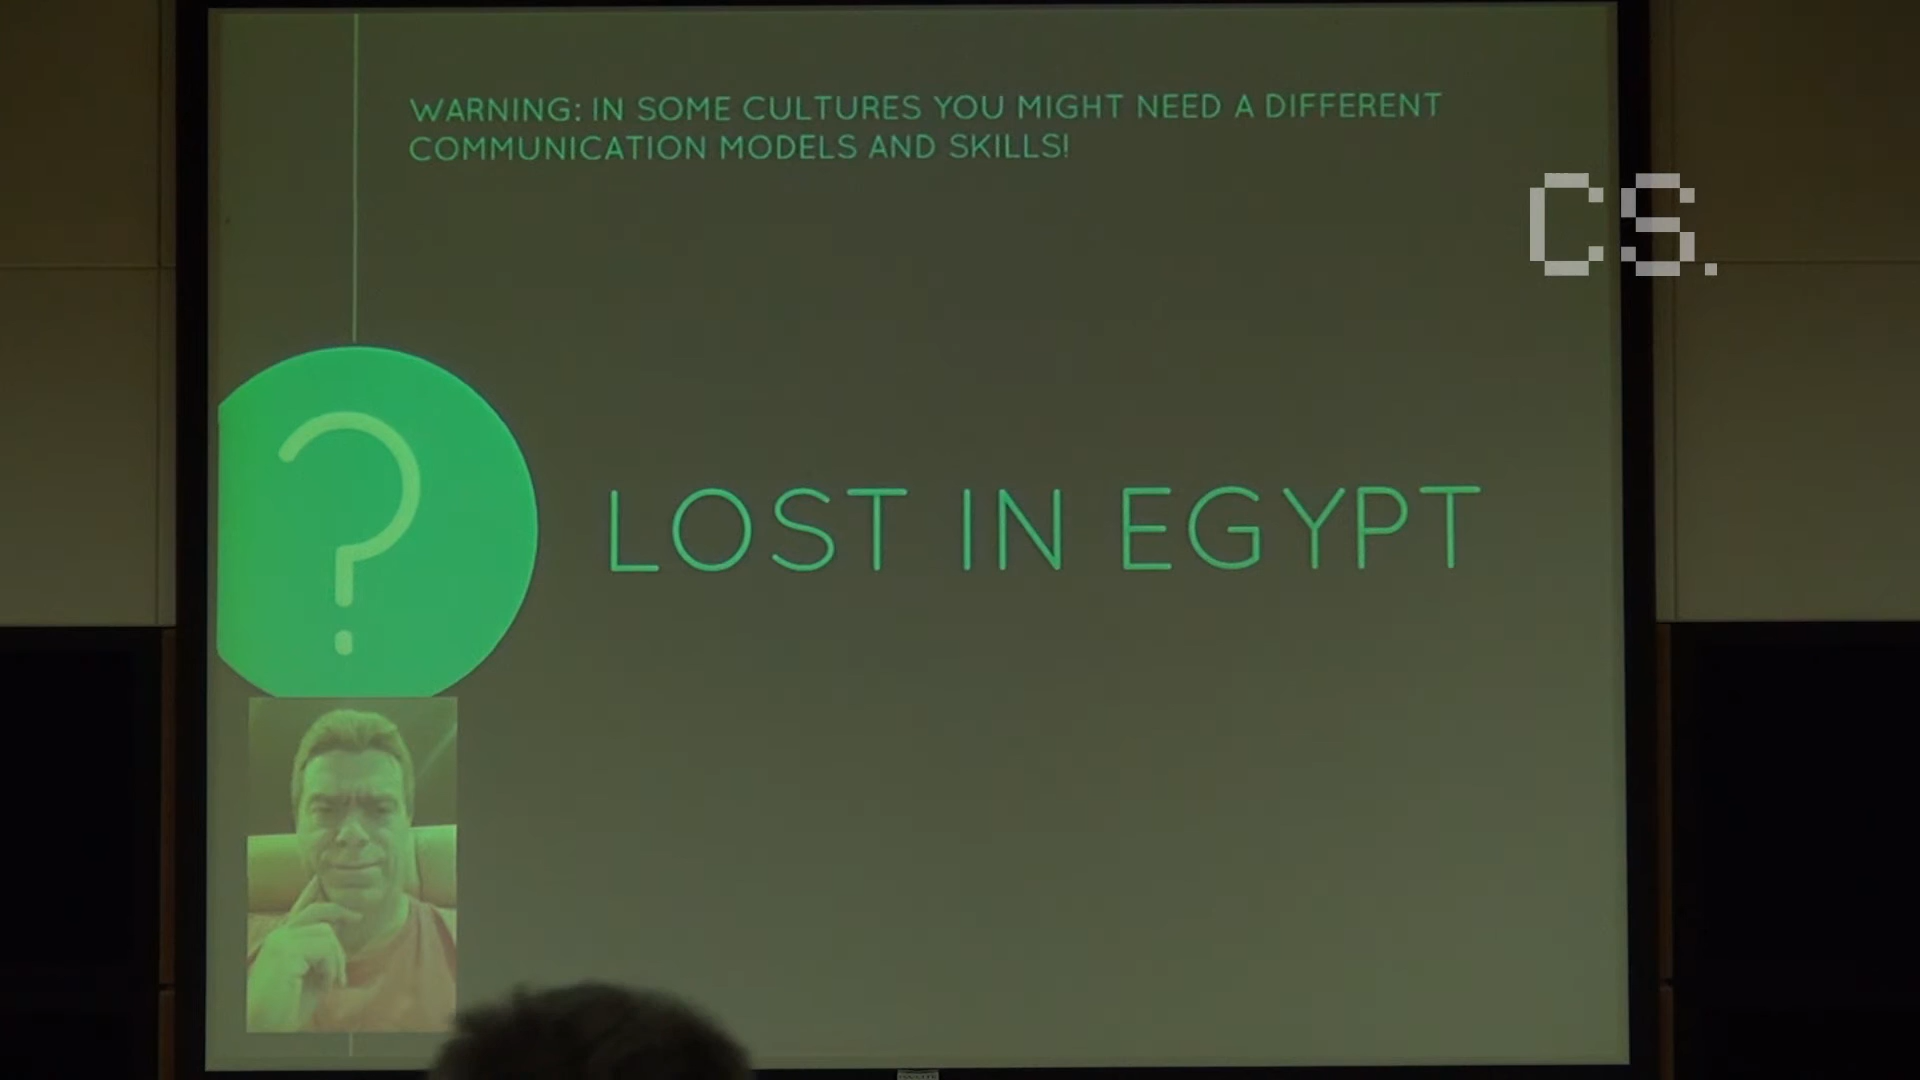 WARNING: IN SOME CULTURES YOU MIGHT NEED A DIFFERENT
COMMUNICATION MODELS AND SKILLS!
CS.
?
LOST IN EGYPT